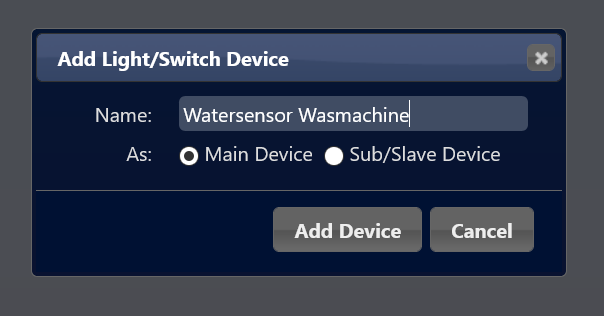 Add Light/Switch Device
Name: Watersensor Wasmachine
As: Main Device Sub/Slave Device
Add Device Cancel